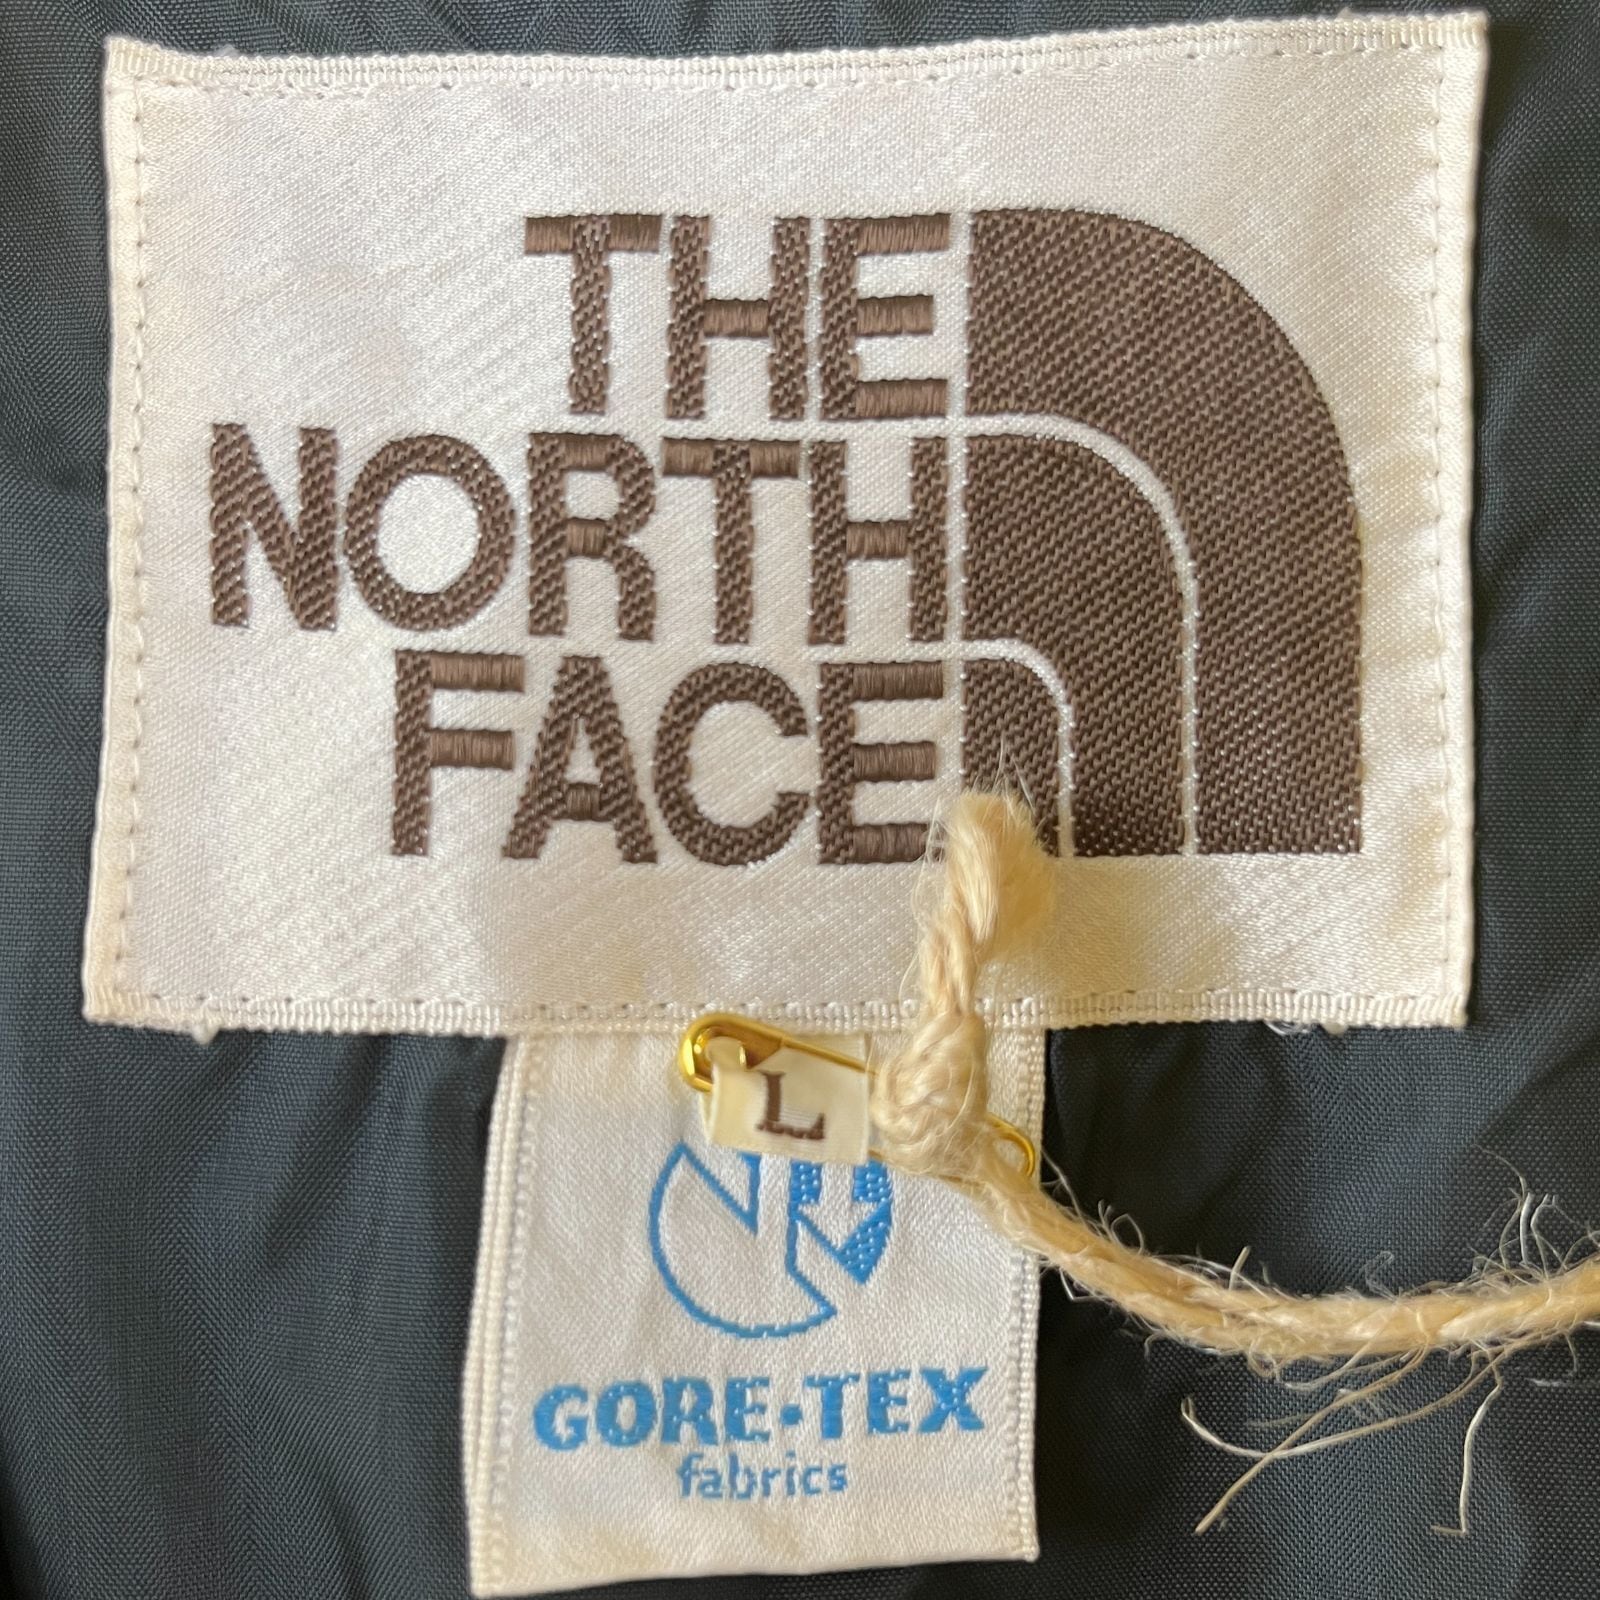 THE
NORTH
FACE
L
GORE-TEX
fabrics